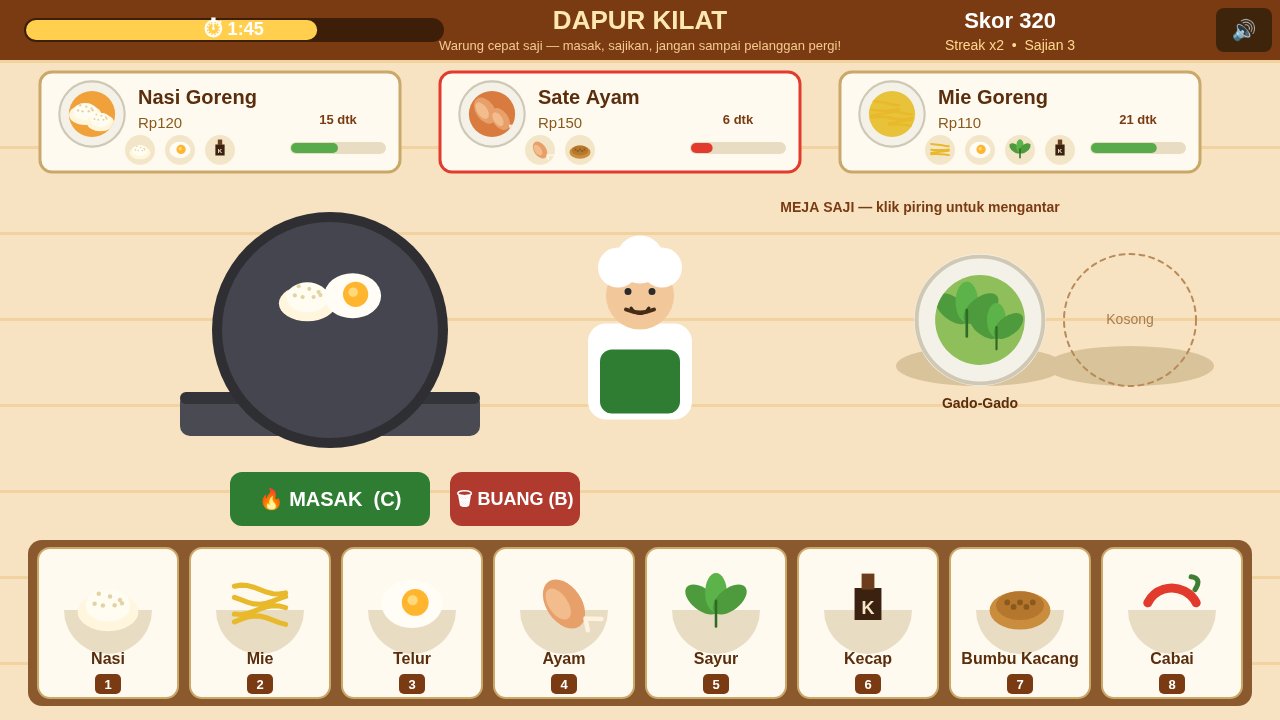 ⏱ 1:45
DAPUR KILAT
Warung cepat saji — masak, sajikan, jangan sampai pelanggan pergi!
Skor 320
Streak x2 • Sajian 3
Nasi Goreng
Rp120
15 dtk
K
Sate Ayam
Rp150
6 dtk
Mie Goreng
Rp110
21 dtk
K
MEJA SAJI — klik piring untuk mengantar
Kosong
Gado-Gado
MASAK (C)
BUANG (B)
K
Nasi
1
Mie
2
Telur
3
Ayam
4
Sayur
5
Kecap
6
Bumbu Kacang
7
Cabai
8